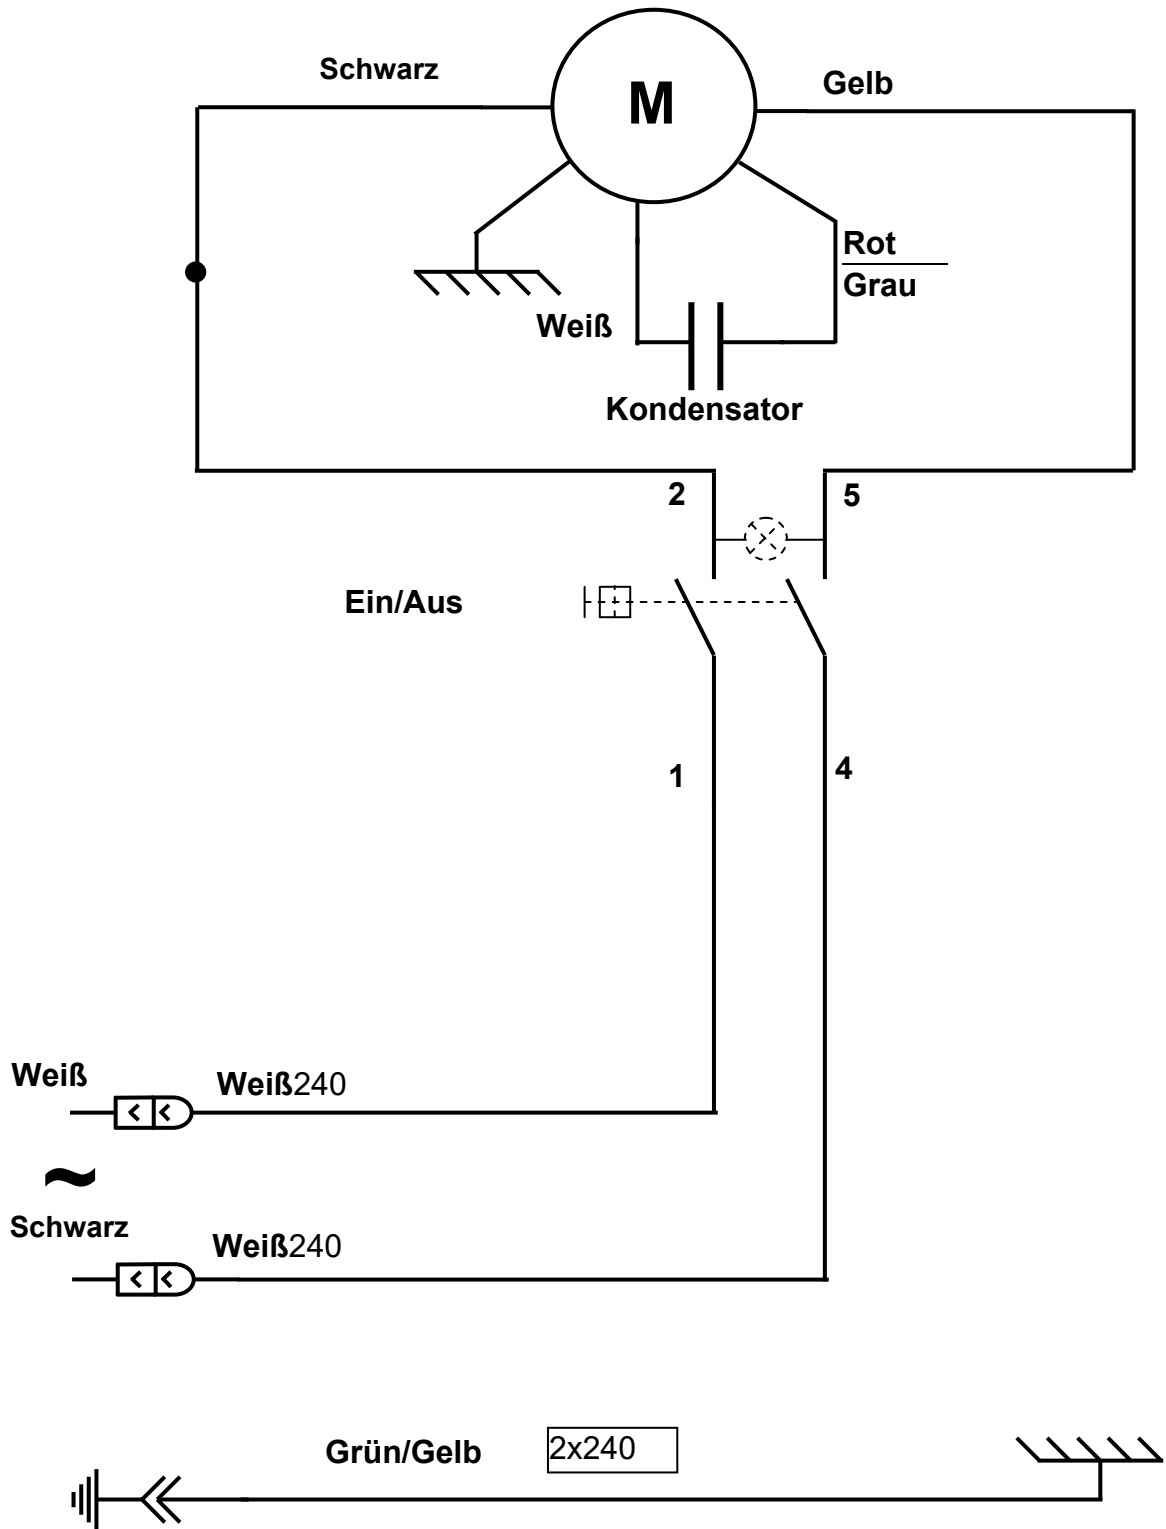 Schwarz
M
Gelb
Rot
Grau
Weiß
Kondensator
2
5
Ein/Aus
1
4
Weiß
Weiß240
~
Schwarz
Weiß240
Grün/Gelb
2x240